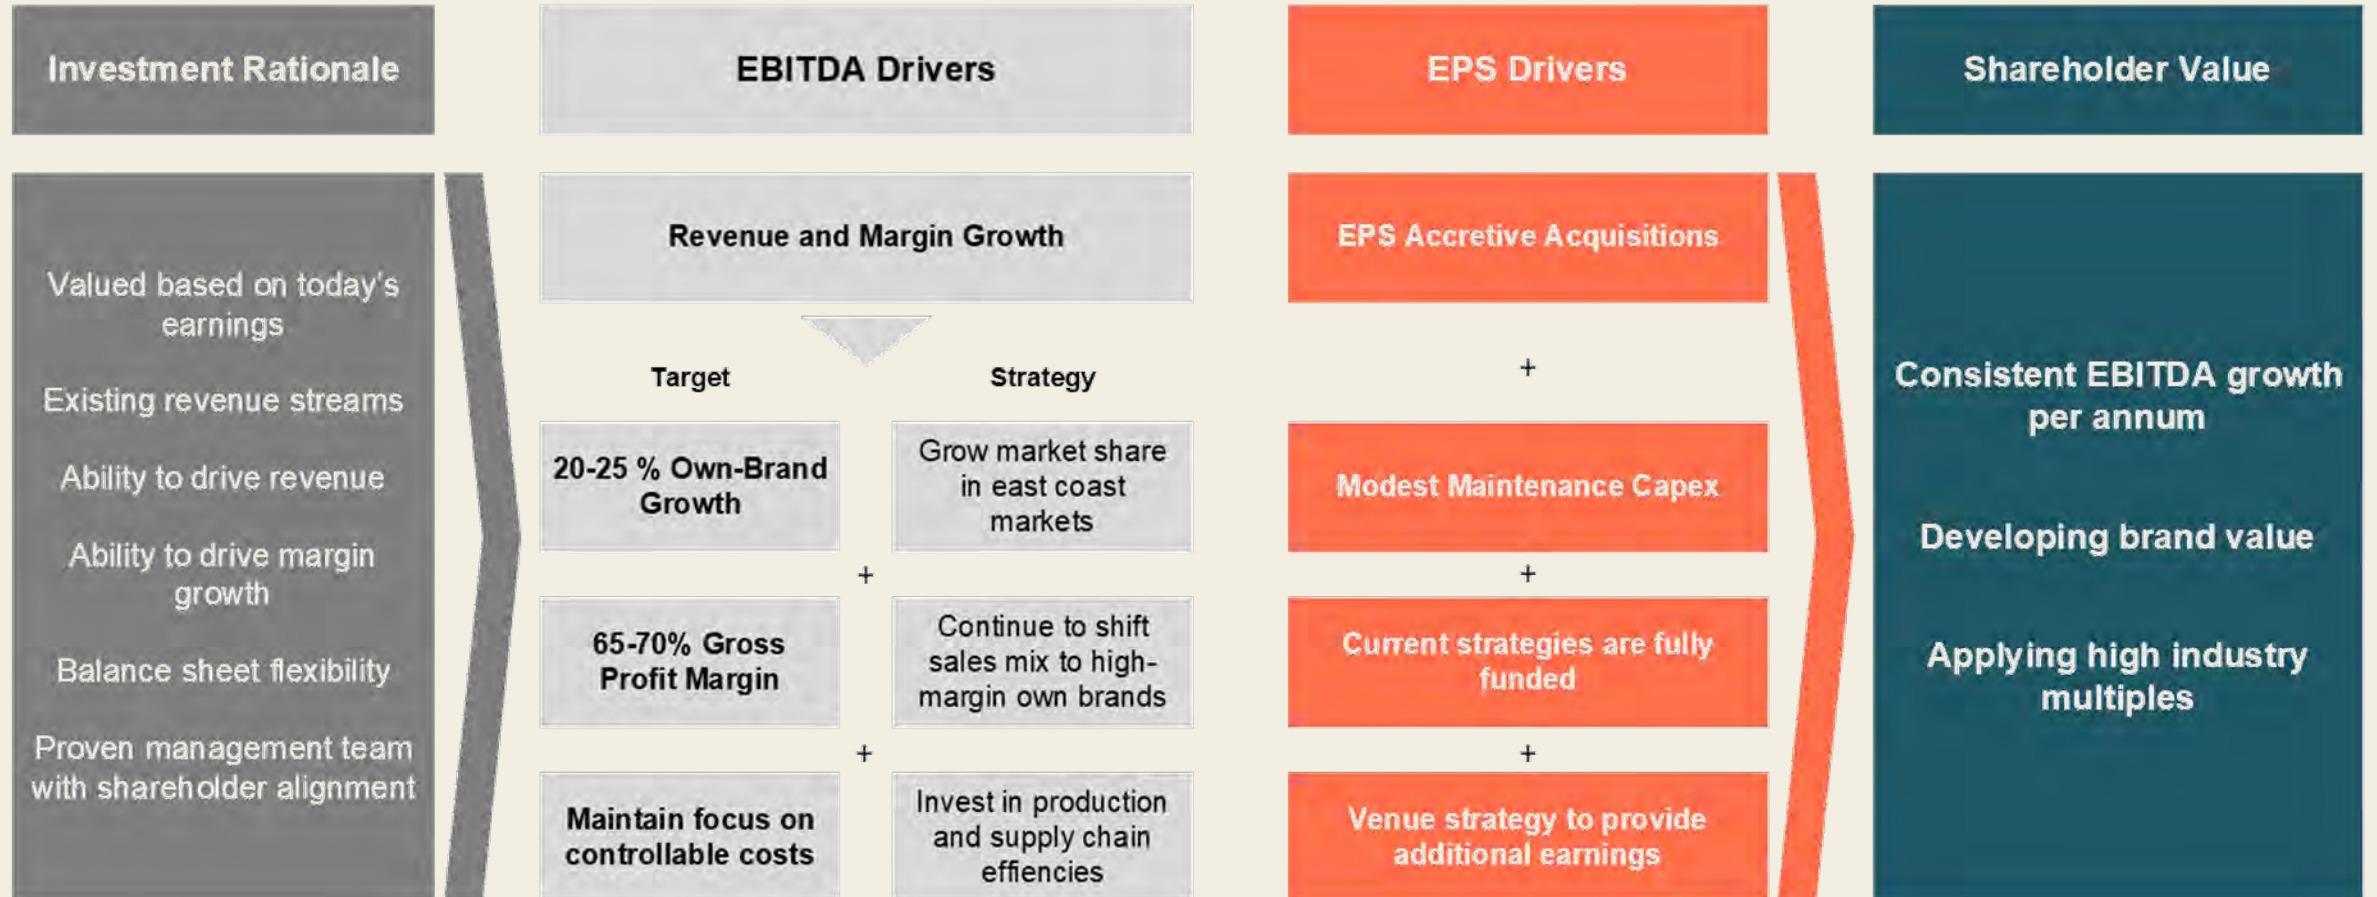 Investment Rationale
Valued based on today's
earnings
Existing revenue streams
Ability to drive revenue
Ability to drive margin
growth
Balance sheet flexibility
Proven management team
with shareholder alignment
EBITDA Drivers
Revenue and Margin Growth
Target
Strategy
20-25 % Own-Brand
Growth
Grow market share
in east coast
markets
+
65-70% Gross
Profit Margin
Continue to shift
sales mix to high-
margin own brands
+
Maintain focus on
controllable costs
Invest in production
and supply chain
effiencies
EPS Drivers
EPS Accretive Acquisitions
+
Modest Maintenance Capex
+
Current strategies are fully
funded
+
Venue strategy to provide
additional earnings
Shareholder Value
Consistent EBITDA growth
per annum
Developing brand value
Applying high industry
multiples